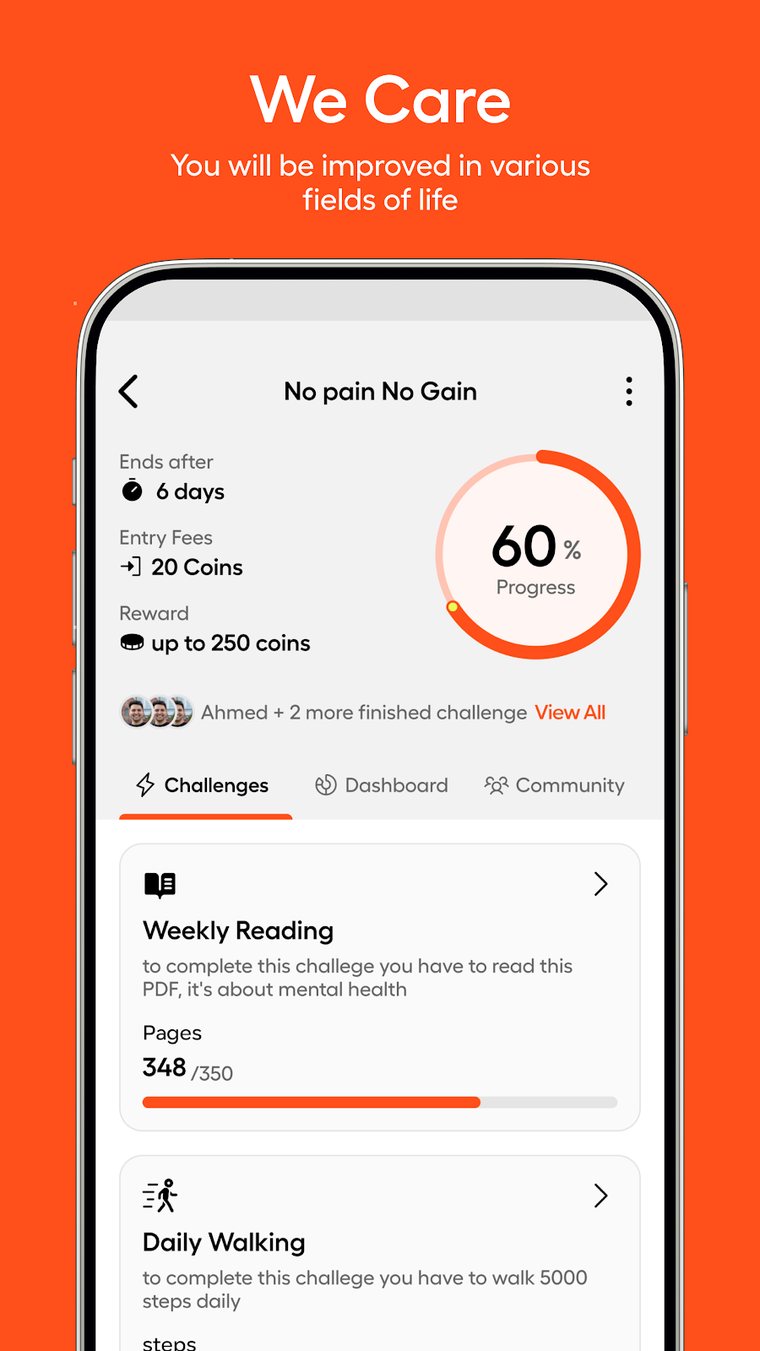 We Care
You will be improved in various
fields of life
No pain No Gain
Ends after
6 days
Entry Fees
20 Coins
Reward
up to 250 coins
60 %
Progress
Ahmed + 2 more finished challenge View All
Challenges Dashboard Community
Weekly Reading
to complete this challege you have to read this
PDF, it's about mental health
Pages
348 /350
Daily Walking
to complete this challege you have to walk 5000
steps daily
steps